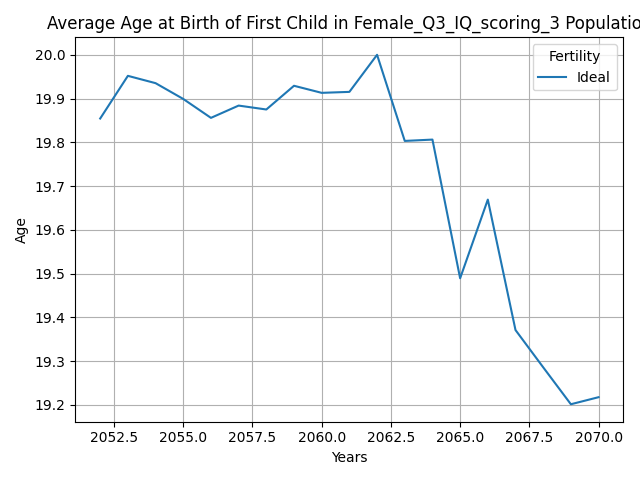 Average Age at Birth of First Child in Female_Q3_IQ_scoring_3 Populatio
20.0
19.9
19.8
19.7
19.6
19.5
19.4
19.3
19.2
Age
Fertility
Ideal
2052.5 2055.0 2057.5 2060.0 2062.5 2065.0 2067.5 2070.0
Years